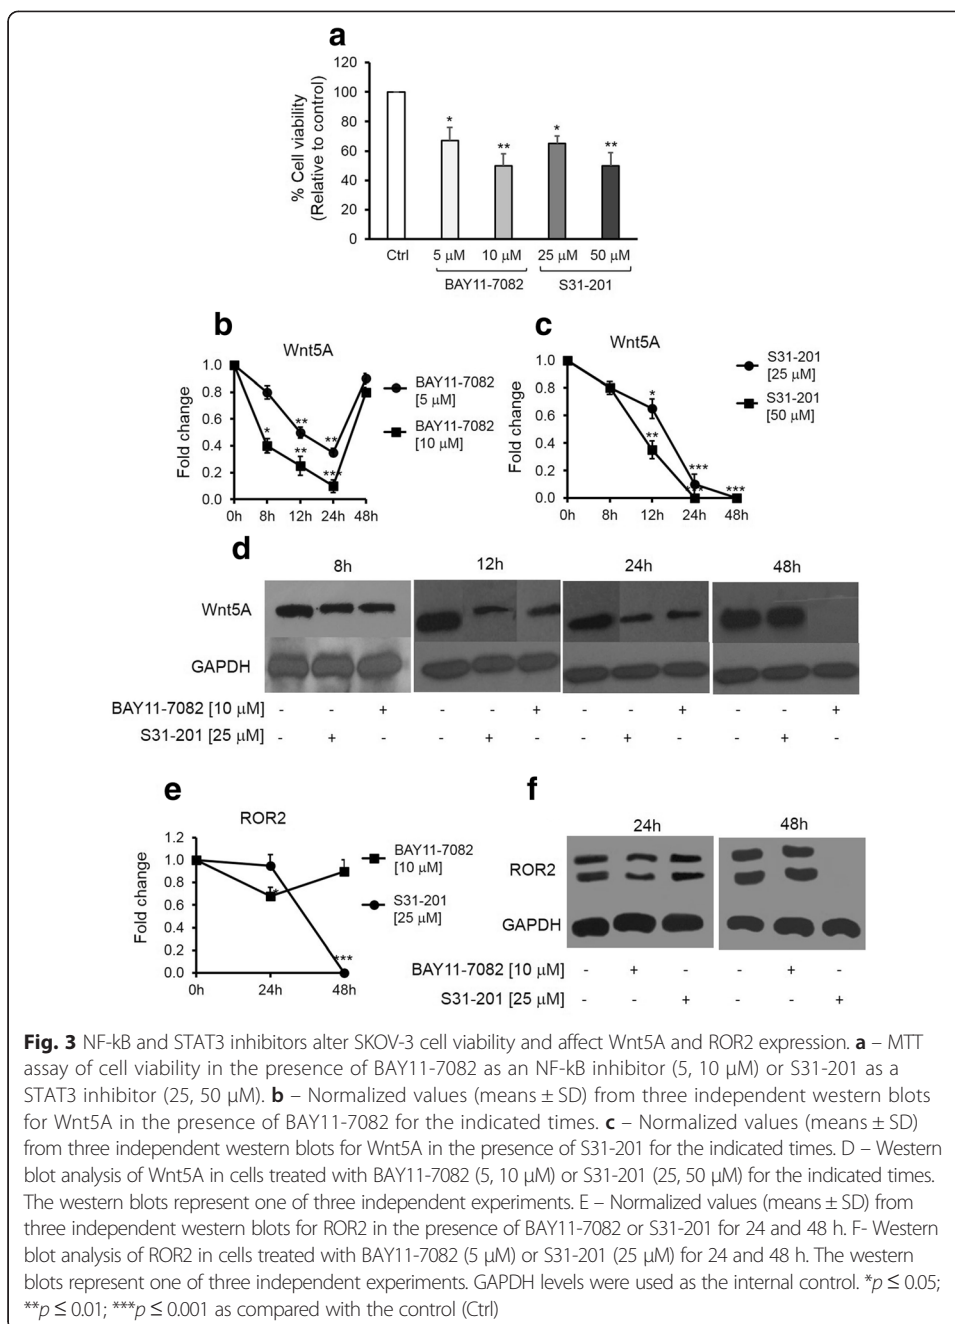 a
120
100
80
60
40
20
0
% Cell viability
(Relative to control)
*
**
*
**
Ctrl
5 µM
10 µM
25 µM
50 µM
BAY11-7082
S31-201
b
Wnt5A
1.0
0.8
0.6
0.4
0.2
0.0
Fold change
*
**
**
**
***
0h
8h
12h
24h
48h
BAY11-7082
[5 µM]
BAY11-7082
[10 µM]
c
Wnt5A
1.0
0.8
0.6
0.4
0.2
0.0
Fold change
*
**
***
***
***
0h
8h
12h
24h
48h
S31-201
[25 µM]
S31-201
[50 µM]
d
8h 12h 24h 48h
Wnt5A
GAPDH
BAY11-7082 [10 µM] - - + - - + - - + - - +
S31-201 [25 µM] - + - - + - - + - - + -
e
ROR2
1.2
1.0
0.8
0.6
0.4
0.2
0.0
Fold change
*
***
0h
24h
48h
BAY11-7082
[10 µM]
S31-201
[25 µM]
f
24h 48h
ROR2
GAPDH
BAY11-7082 [10 µM] - + - - + -
S31-201 [25 µM] - - + - - +
Fig. 3 NF-kB and STAT3 inhibitors alter SKOV-3 cell viability and affect Wnt5A and ROR2 expression. a – MTT
assay of cell viability in the presence of BAY11-7082 as an NF-kB inhibitor (5, 10 µM) or S31-201 as a
STAT3 inhibitor (25, 50 µM). b – Normalized values (means ± SD) from three independent western blots
for Wnt5A in the presence of BAY11-7082 for the indicated times. c – Normalized values (means ± SD)
from three independent western blots for Wnt5A in the presence of S31-201 for the indicated times. D – Western
blot analysis of Wnt5A in cells treated with BAY11-7082 (5, 10 µM) or S31-201 (25, 50 µM) for the indicated times.
The western blots represent one of three independent experiments. E – Normalized values (means ± SD) from
three independent western blots for ROR2 in the presence of BAY11-7082 or S31-201 for 24 and 48 h. F- Western
blot analysis of ROR2 in cells treated with BAY11-7082 (5 µM) or S31-201 (25 µM) for 24 and 48 h. The western
blots represent one of three independent experiments. GAPDH levels were used as the internal control. *p ≤ 0.05;
**p ≤ 0.01; ***p ≤ 0.001 as compared with the control (Ctrl)